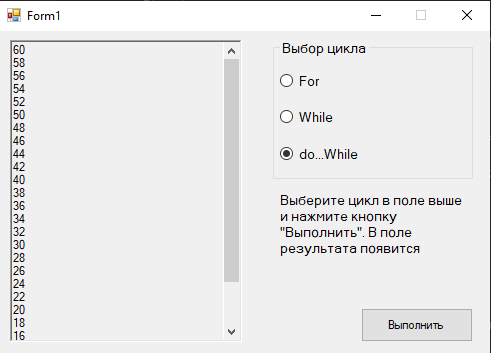 Form1
60
58
56
54
52
50
48
46
44
42
40
38
36
34
32
30
28
26
24
22
20
18
16
Выбор цикла
For
While
do...While
Выберите цикл в поле выше
и нажмите кнопку
"Выполнить". В поле
результата появится
Выполнить